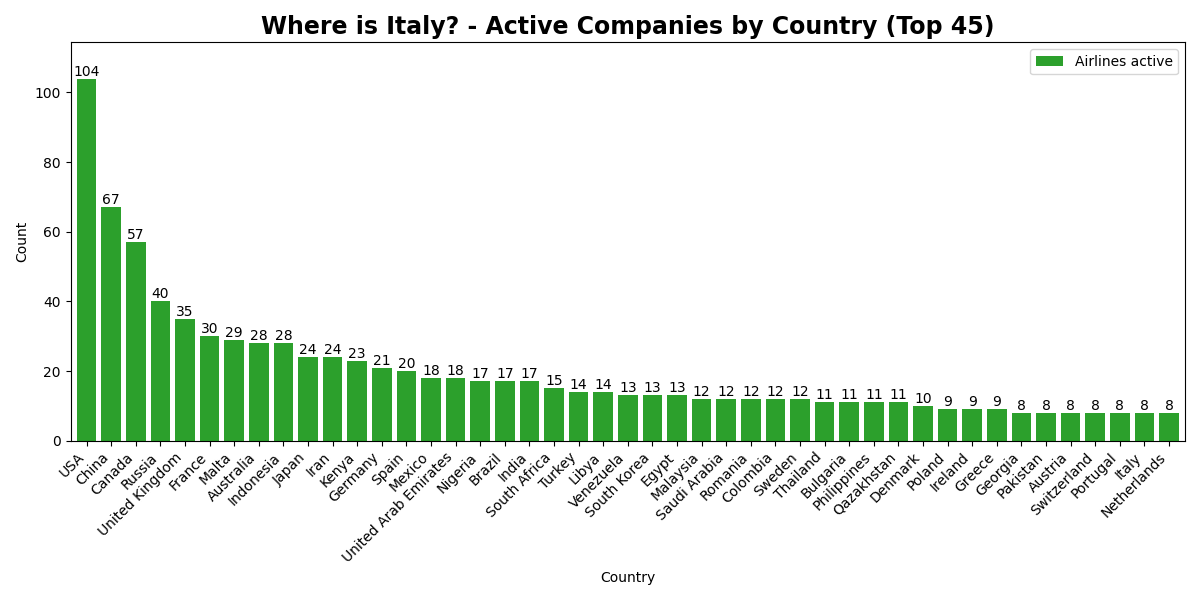 Where is Italy? - Active Companies by Country (Top 45)
Airlines active
Count
100
80
60
40
20
0
104
67
57
40
35
30
29
28
28
24
24
23
21
20
18
18
17
17
17
15
14
14
13
13
13
12
12
12
12
12
11
11
11
11
10
9
9
9
8
8
8
8
8
8
8
USA
China
Canada
Russia
United Kingdom
France
Malta
Australia
Indonesia
Japan
Iran
Kenya
Germany
Spain
Mexico
United Arab Emirates
Nigeria
Brazil
India
South Africa
Turkey
Libya
Venezuela
South Korea
Egypt
Malaysia
Saudi Arabia
Romania
Colombia
Sweden
Thailand
Bulgaria
Philippines
Qazakhstan
Denmark
Poland
Ireland
Greece
Georgia
Pakistan
Austria
Switzerland
Portugal
Italy
Netherlands
Country